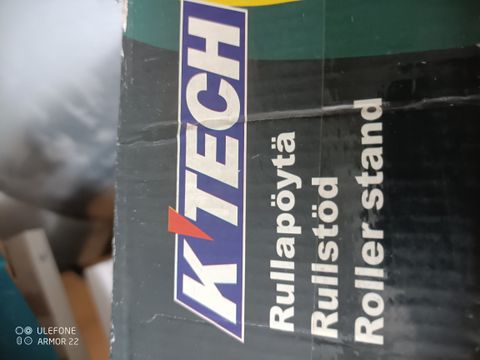 K'TECH
Rullapöytä
Rullstöd
Roller stand
ULEFONE
ARMOR 22